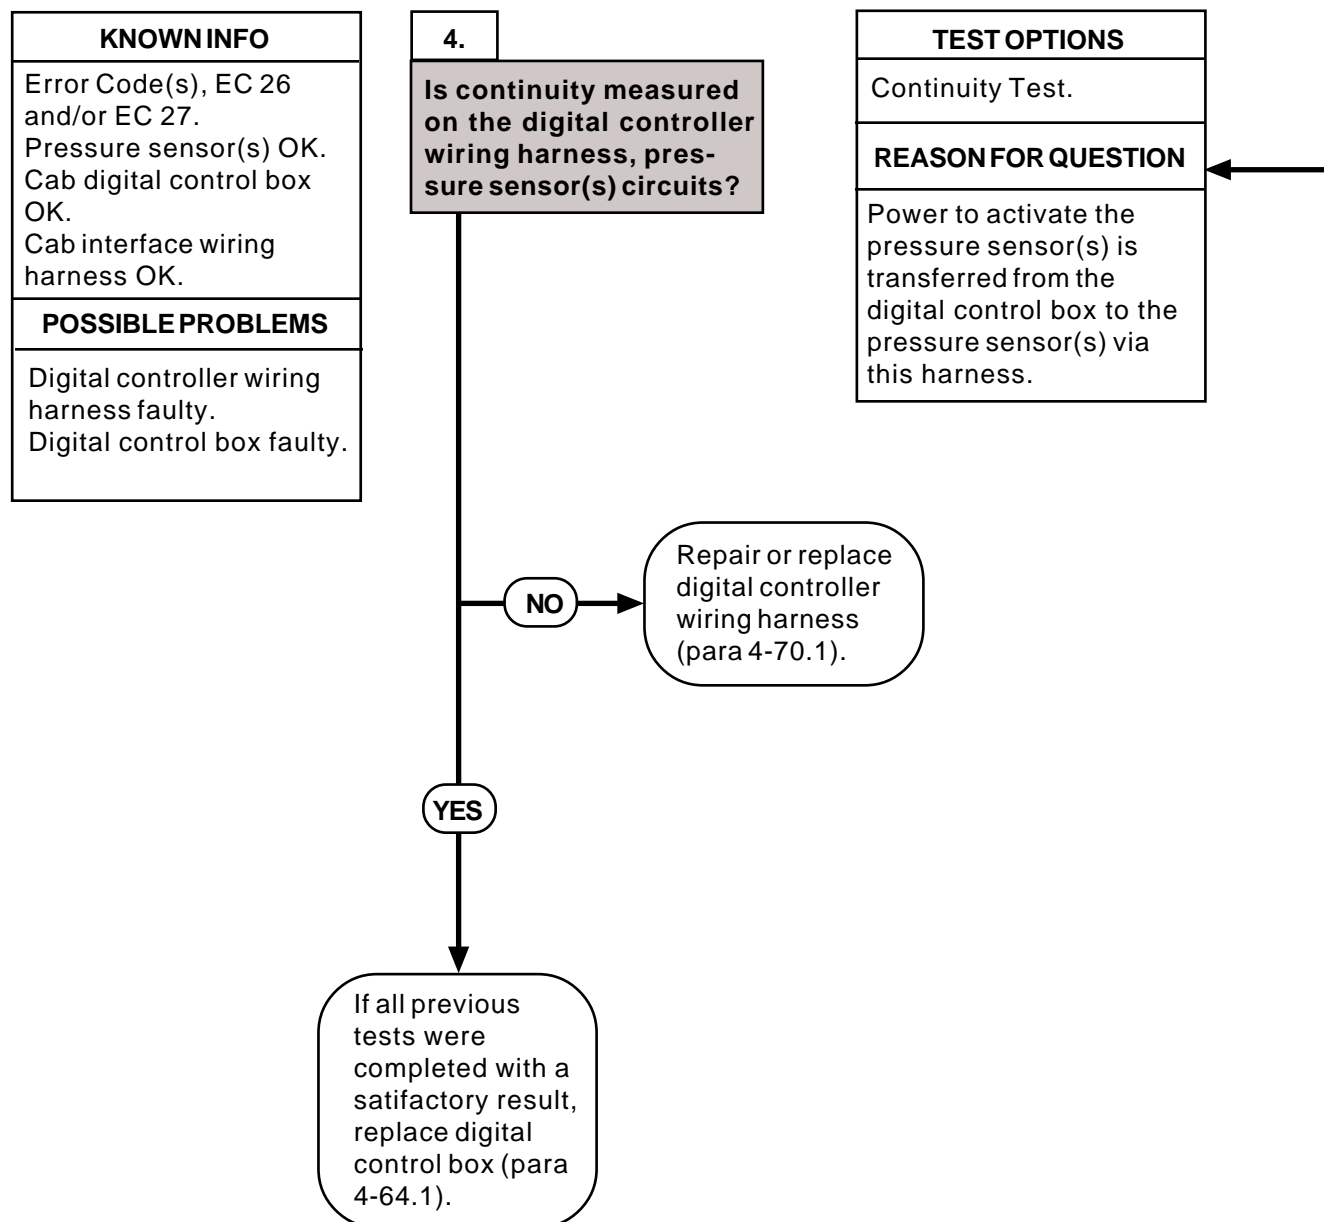 KNOWN INFO
Error Code(s), EC 26
and/or EC 27.
Pressure sensor(s) OK.
Cab digital control box
OK.
Cab interface wiring
harness OK.
POSSIBLE PROBLEMS
Digital controller wiring
harness faulty.
Digital control box faulty.
4.
Is continuity measured
on the digital controller
wiring harness, pres-
sure sensor(s) circuits?
TEST OPTIONS
Continuity Test.
REASON FOR QUESTION
Power to activate the
pressure sensor(s) is
transferred from the
digital control box to the
pressure sensor(s) via
this harness.
NO
Repair or replace
digital controller
wiring harness
(para 4-70.1).
YES
If all previous
tests were
completed with a
satifactory result,
replace digital
control box (para
4-64.1).